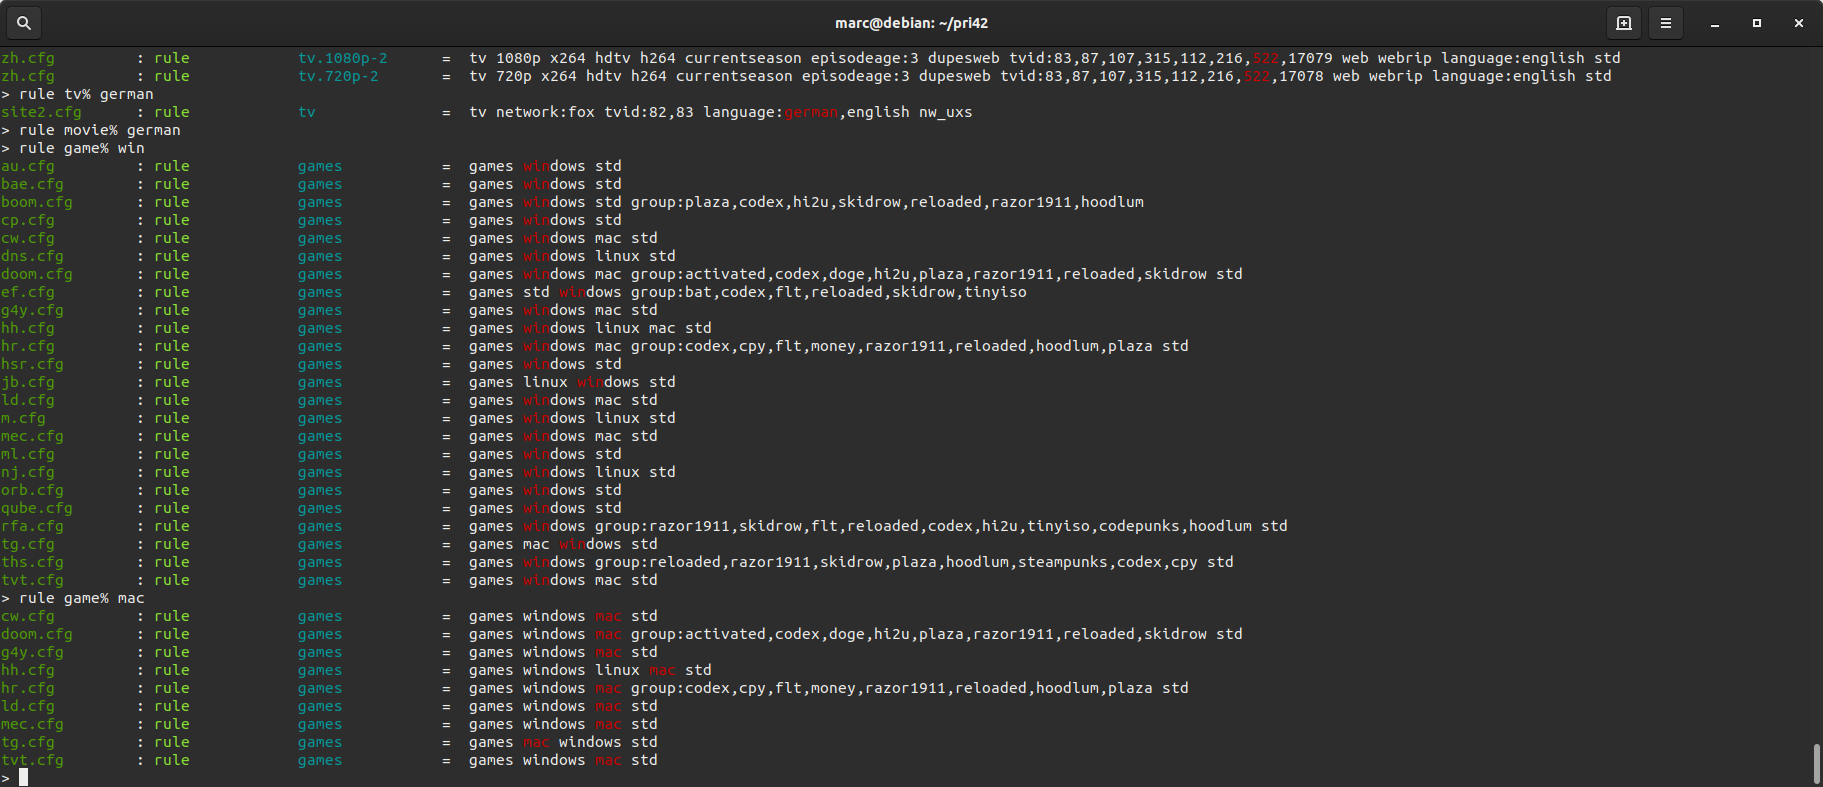 marc@debian: ~/pri42
zh.cfg : rule tv.1080p-2 = tv 1080p x264 hdtv h264 currentseason episodeage:3 dupesweb tvid:83,87,107,315,112,216,522,17079 web webrip language:english std
zh.cfg : rule tv.720p-2 = tv 720p x264 hdtv h264 currentseason episodeage:3 dupesweb tvid:83,87,107,315,112,216,522,17078 web webrip language:english std
> rule tv% german
site2.cfg : rule tv = tv network:fox tvid:82,83 language:german,english nw_uxs
> rule movie% german
> rule game% win
au.cfg : rule games = games windows std
bae.cfg : rule games = games windows std
boom.cfg : rule games = games windows std group:plaza,codex,hi2u,skidrow,reloaded,razor1911,hoodlum
cp.cfg : rule games = games windows std
cw.cfg : rule games = games windows mac std
dns.cfg : rule games = games windows linux std
doom.cfg : rule games = games windows mac group:activated,codex,doge,hi2u,plaza,razor1911,reloaded,skidrow std
ef.cfg : rule games = games std windows group:bat,codex,flt,reloaded,skidrow,tinyiso
g4y.cfg : rule games = games windows mac std
hh.cfg : rule games = games windows linux mac std
hr.cfg : rule games = games windows mac group:codex,cpy,flt,money,razor1911,reloaded,hoodlum,plaza std
hsr.cfg : rule games = games windows std
jb.cfg : rule games = games linux windows std
ld.cfg : rule games = games windows mac std
m.cfg : rule games = games windows linux std
mec.cfg : rule games = games windows mac std
ml.cfg : rule games = games windows std
nj.cfg : rule games = games windows linux std
orb.cfg : rule games = games windows std
qube.cfg : rule games = games windows std
rfa.cfg : rule games = games windows group:razor1911,skidrow,flt,reloaded,codex,hi2u,tinyiso,codepunks,hoodlum std
tg.cfg : rule games = games mac windows std
ths.cfg : rule games = games windows group:reloaded,razor1911,skidrow,plaza,hoodlum,steampunks,codex,cpy std
tvt.cfg : rule games = games windows mac std
> rule game% mac
cw.cfg : rule games = games windows mac std
doom.cfg : rule games = games windows mac group:activated,codex,doge,hi2u,plaza,razor1911,reloaded,skidrow std
g4y.cfg : rule games = games windows mac std
hh.cfg : rule games = games windows linux mac std
hr.cfg : rule games = games windows mac group:codex,cpy,flt,money,razor1911,reloaded,hoodlum,plaza std
ld.cfg : rule games = games windows mac std
mec.cfg : rule games = games windows mac std
tg.cfg : rule games = games mac windows std
tvt.cfg : rule games = games windows mac std
>